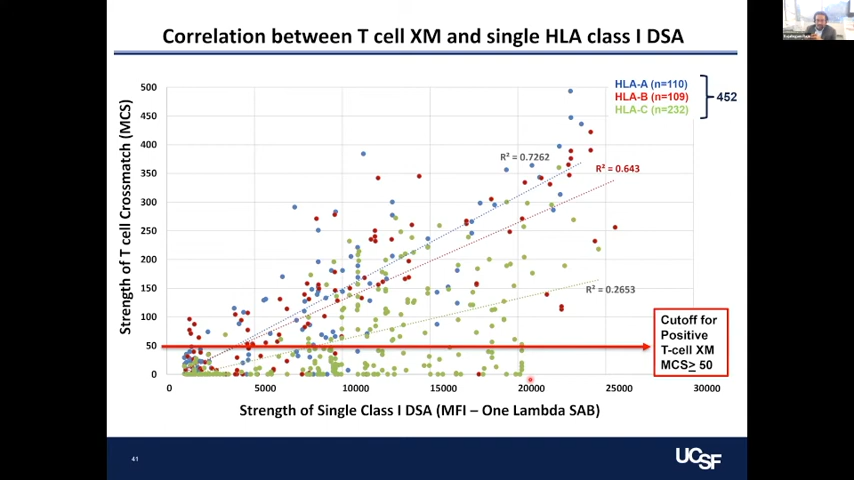 Correlation between T cell XM and single HLA class I DSA
HLA-A (n=110)
HLA-B (n=109)
HLA-C (n=232)
452
Strength of T cell Crossmatch (MCS)
500
450
400
350
300
250
200
150
100
50
0
R² = 0.7262
R² = 0.643
R² = 0.2653
Cutoff for
Positive
T-cell XM
MCS≥ 50
0
5000
10000
15000
20000
25000
30000
Strength of Single Class I DSA (MFI – One Lambda SAB)
41
UCSF